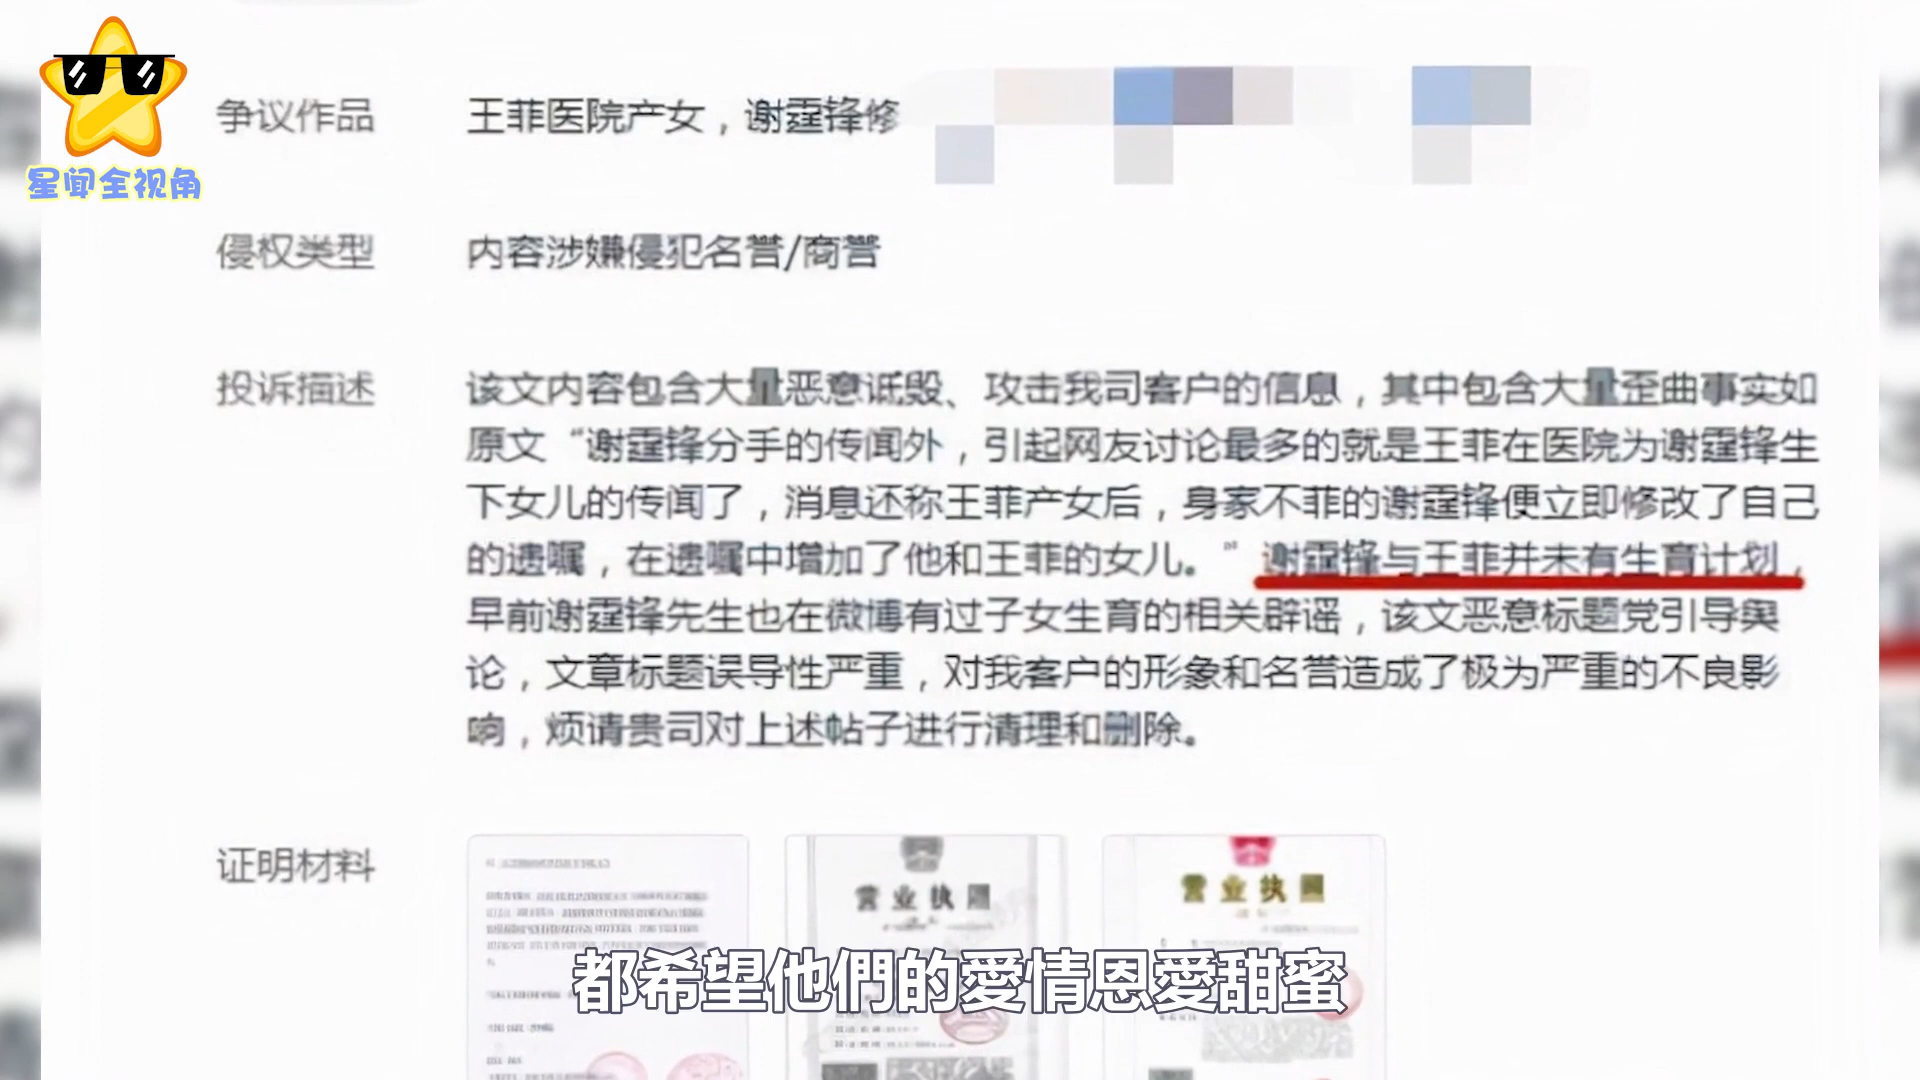 星闻全视角
争议作品 王菲医院产女，谢霆锋修
侵权类型 内容涉嫌侵犯名誉/商誉
投诉描述 该文内容包含大量恶意诋毁、攻击我司客户的信息，其中包含大量歪曲事实如
原文“谢霆锋分手的传闻外，引起网友讨论最多的就是王菲在医院为谢霆锋生
下女儿的传闻了，消息还称王菲产女后，身家不菲的谢霆锋便立即修改了自己
的遗嘱，在遗嘱中增加了他和王菲的女儿。”谢霆锋与王菲并未有生育计划，
早前谢霆锋先生也在微博有过子女生育的相关辟谣，该文恶意标题党引导舆
论，文章标题误导性严重，对我客户的形象和名誉造成了极为严重的不良影
响，烦请贵司对上述帖子进行清理和删除。
证明材料
营业执照
营业执照
都希望他們的愛情恩愛甜蜜